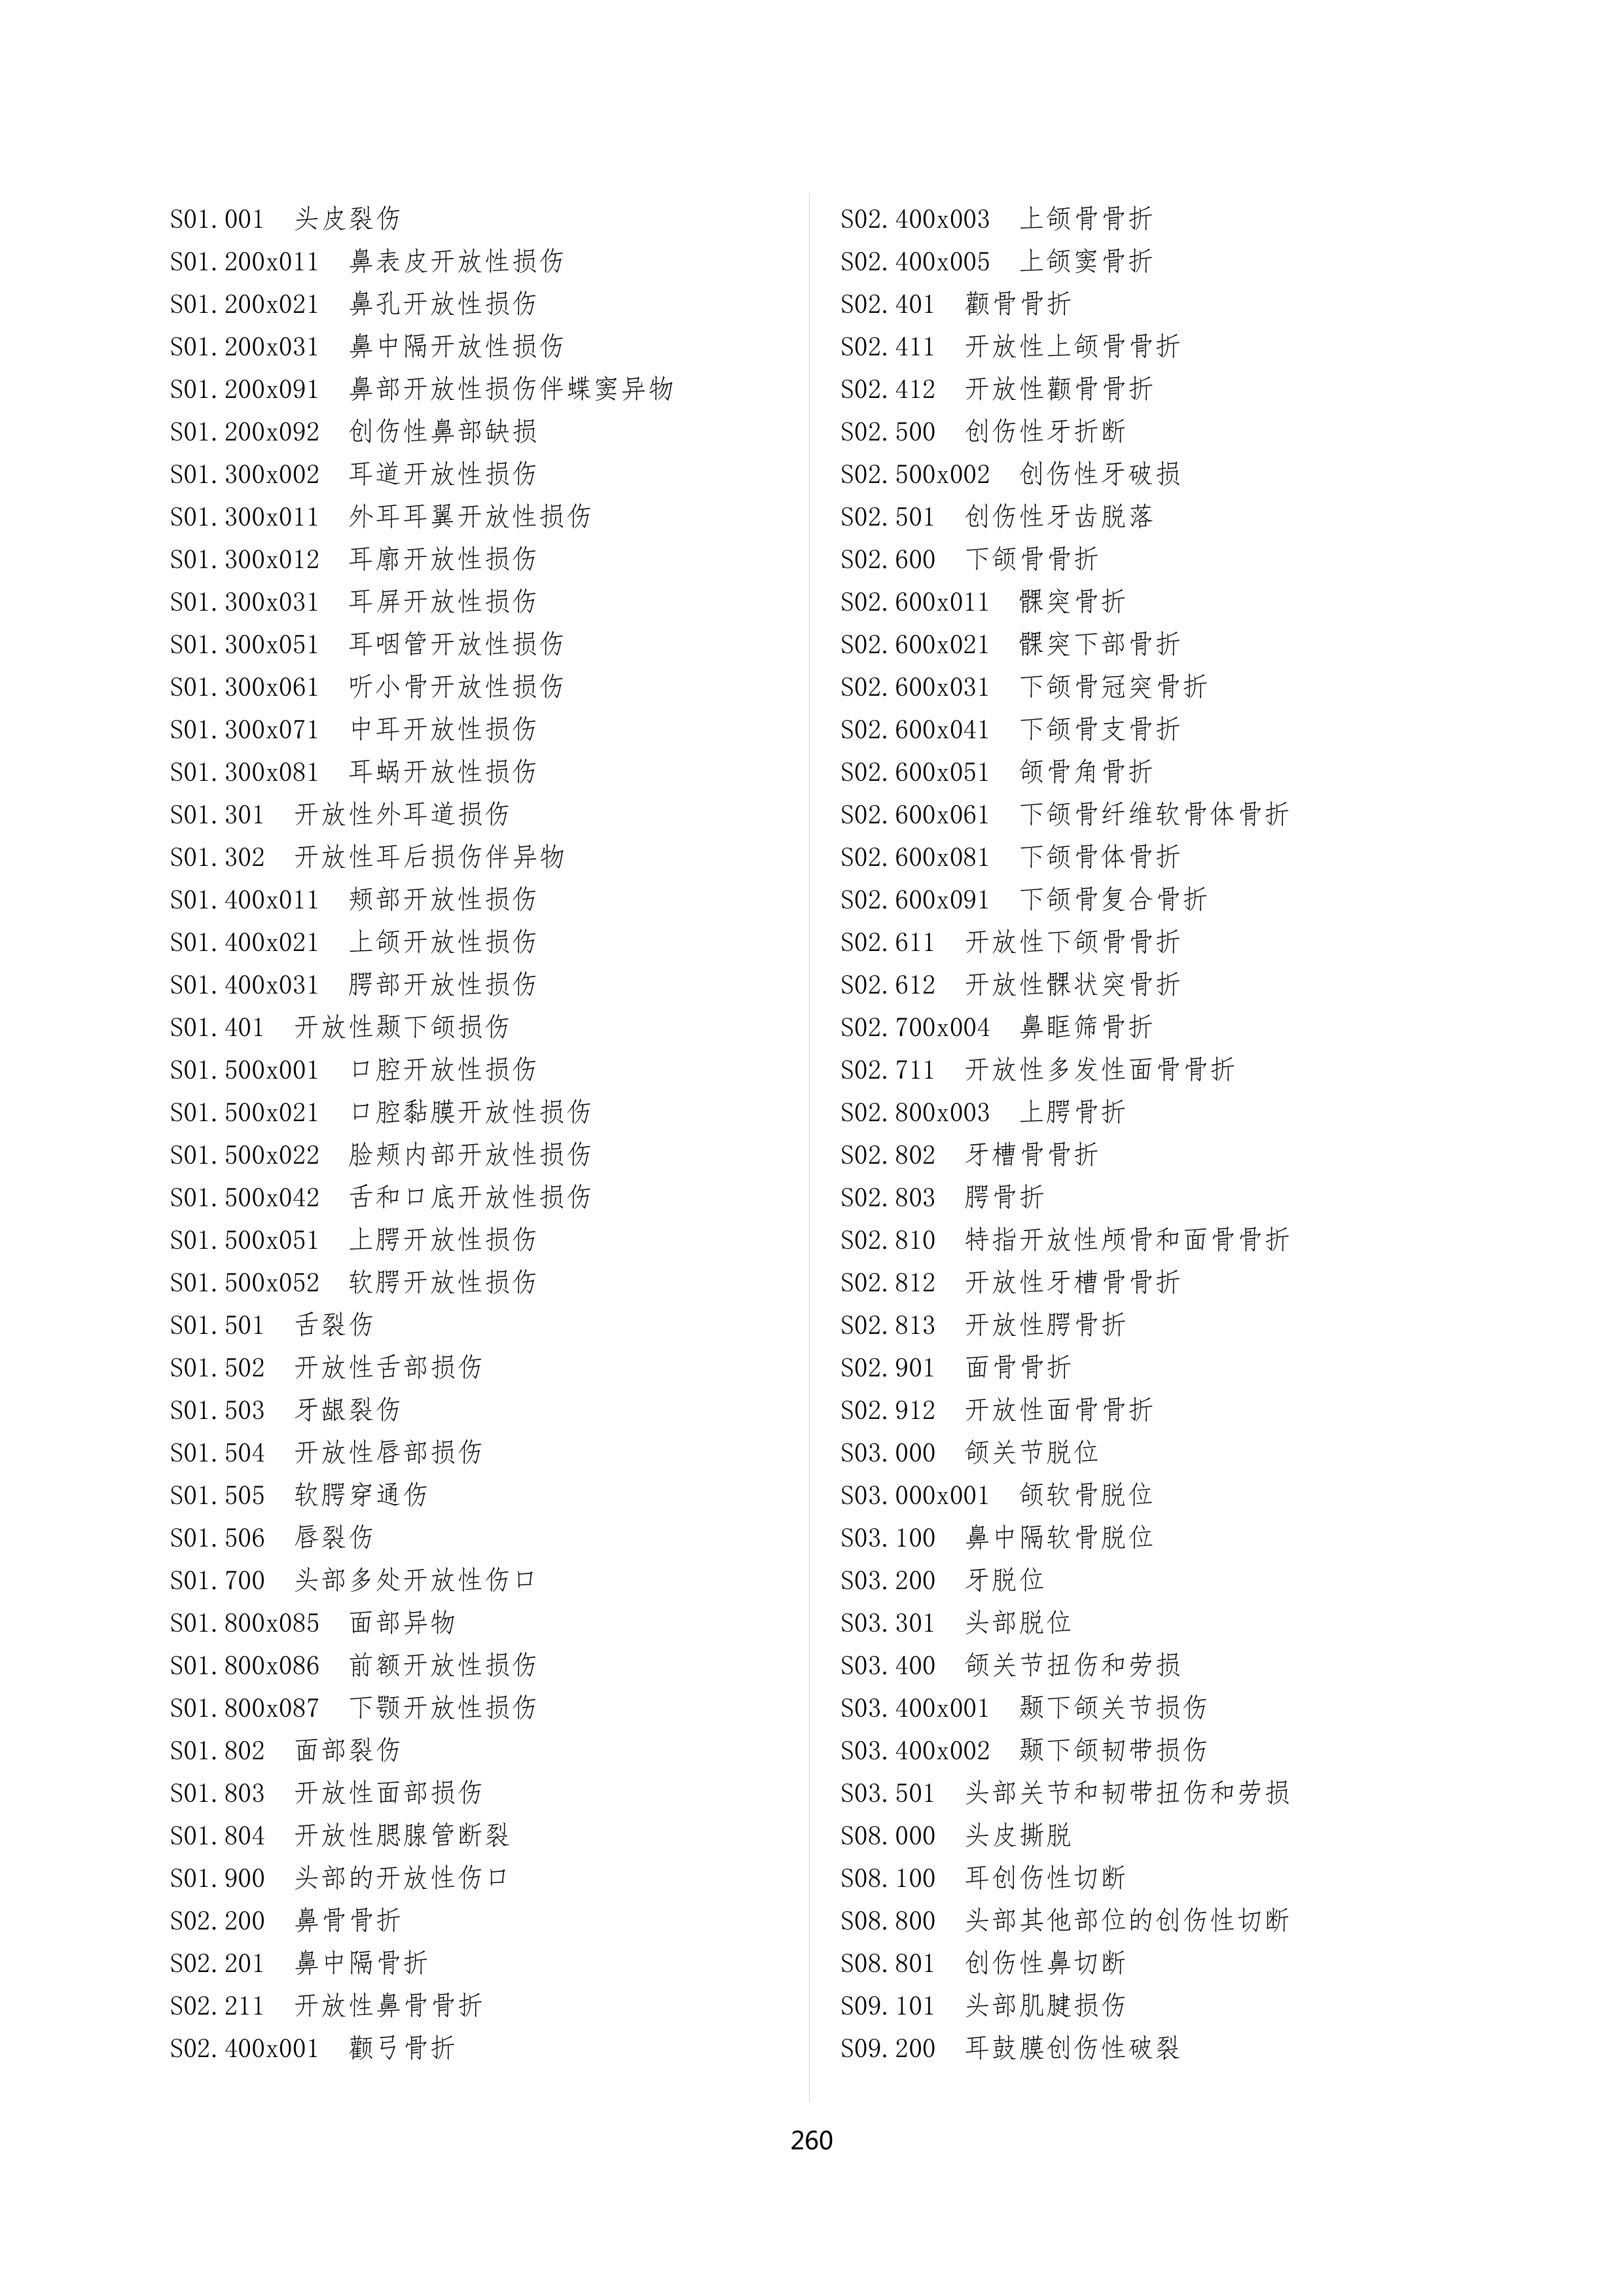 S01.001 头皮裂伤
S01.200x011 鼻表皮开放性损伤
S01.200x021 鼻孔开放性损伤
S01.200x031 鼻中隔开放性损伤
S01.200x091 鼻部开放性损伤伴蝶窦异物
S01.200x092 创伤性鼻部缺损
S01.300x002 耳道开放性损伤
S01.300x011 外耳耳翼开放性损伤
S01.300x012 耳廓开放性损伤
S01.300x031 耳屏开放性损伤
S01.300x051 耳咽管开放性损伤
S01.300x061 听小骨开放性损伤
S01.300x071 中耳开放性损伤
S01.300x081 耳蜗开放性损伤
S01.301 开放性外耳道损伤
S01.302 开放性耳后损伤伴异物
S01.400x011 颊部开放性损伤
S01.400x021 上颌开放性损伤
S01.400x031 腭部开放性损伤
S01.401 开放性颞下颌损伤
S01.500x001 口腔开放性损伤
S01.500x021 口腔黏膜开放性损伤
S01.500x022 脸颊内部开放性损伤
S01.500x042 舌和口底开放性损伤
S01.500x051 上腭开放性损伤
S01.500x052 软腭开放性损伤
S01.501 舌裂伤
S01.502 开放性舌部损伤
S01.503 牙龈裂伤
S01.504 开放性唇部损伤
S01.505 软腭穿通伤
S01.506 唇裂伤
S01.700 头部多处开放性伤口
S01.800x085 面部异物
S01.800x086 前额开放性损伤
S01.800x087 下颚开放性损伤
S01.802 面部裂伤
S01.803 开放性面部损伤
S01.804 开放性腮腺管断裂
S01.900 头部的开放性伤口
S02.200 鼻骨骨折
S02.201 鼻中隔骨折
S02.211 开放性鼻骨骨折
S02.400x001 颧弓骨折
S02.400x003 上颌骨骨折
S02.400x005 上颌窦骨折
S02.401 颧骨骨折
S02.411 开放性上颌骨骨折
S02.412 开放性颧骨骨折
S02.500 创伤性牙折断
S02.500x002 创伤性牙破损
S02.501 创伤性牙齿脱落
S02.600 下颌骨骨折
S02.600x011 髁突骨折
S02.600x021 髁突下部骨折
S02.600x031 下颌骨冠突骨折
S02.600x041 下颌骨支骨折
S02.600x051 颌骨角骨折
S02.600x061 下颌骨纤维软骨体骨折
S02.600x081 下颌骨体骨折
S02.600x091 下颌骨复合骨折
S02.611 开放性下颌骨骨折
S02.612 开放性髁状突骨折
S02.700x004 鼻眶筛骨折
S02.711 开放性多发性面骨骨折
S02.800x003 上腭骨折
S02.802 牙槽骨骨折
S02.803 腭骨折
S02.810 特指开放性颅骨和面骨骨折
S02.812 开放性牙槽骨骨折
S02.813 开放性腭骨折
S02.901 面骨骨折
S02.912 开放性面骨骨折
S03.000 颌关节脱位
S03.000x001 颌软骨脱位
S03.100 鼻中隔软骨脱位
S03.200 牙脱位
S03.301 头部脱位
S03.400 颌关节扭伤和劳损
S03.400x001 颞下颌关节损伤
S03.400x002 颞下颌韧带损伤
S03.501 头部关节和韧带扭伤和劳损
S08.000 头皮撕脱
S08.100 耳创伤性切断
S08.800 头部其他部位的创伤性切断
S08.801 创伤性鼻切断
S09.101 头部肌腱损伤
S09.200 耳鼓膜创伤性破裂
260